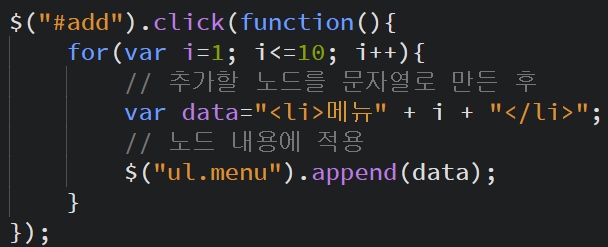 $("#add").click(function(){
    for(var i=1; i<=10; i++){
        // 추가할 노드를 문자열로 만든 후
        var data="<li>메뉴" + i + "</li>";
        // 노드 내용에 적용
        $("ul.menu").append(data);
    }
});